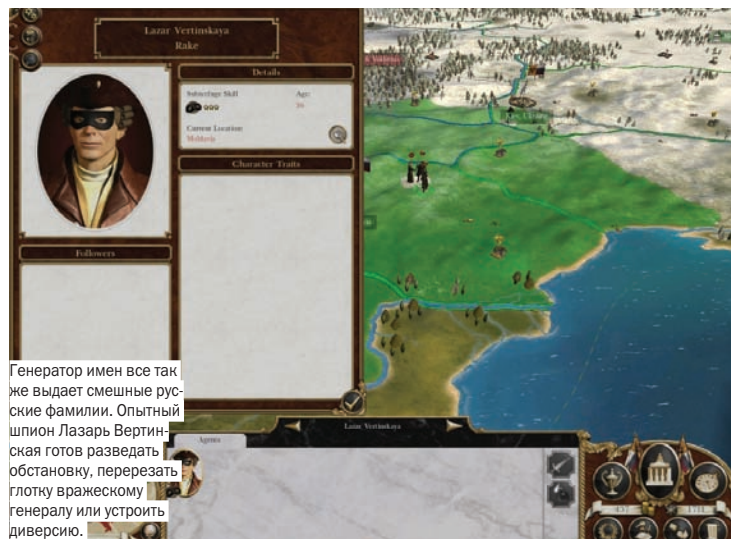 Lazar Vertinskaya
Rake
Details
Subterfuge Skill
Age:
Current Location:
Moldavia
Character Traits
Followers
Генератор имен все так
же выдает смешные рус-
ские фамилии. Опытный
шпион Лазарь Вертин-
ская готов разведать
обстановку, перерезать
глотку вражескому
генералу или устроить
диверсию.
Lazar Vertinskaya
Agents